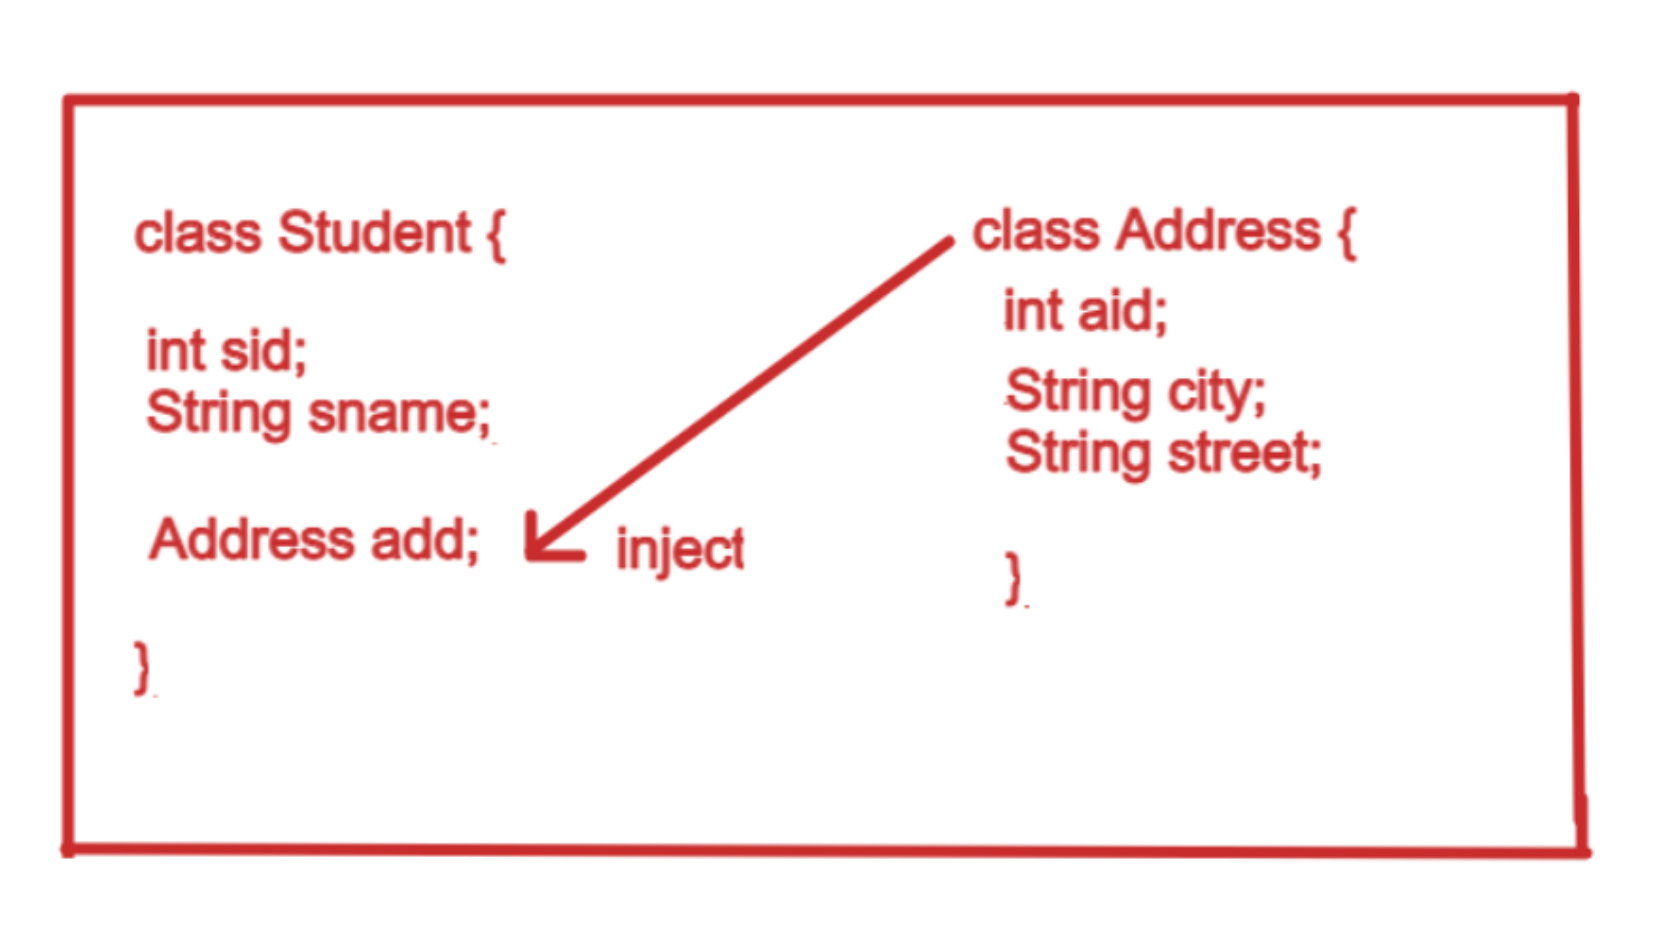 class Student {
int sid;
String sname;
Address add;
}
inject
class Address {
int aid;
String city;
String street;
}